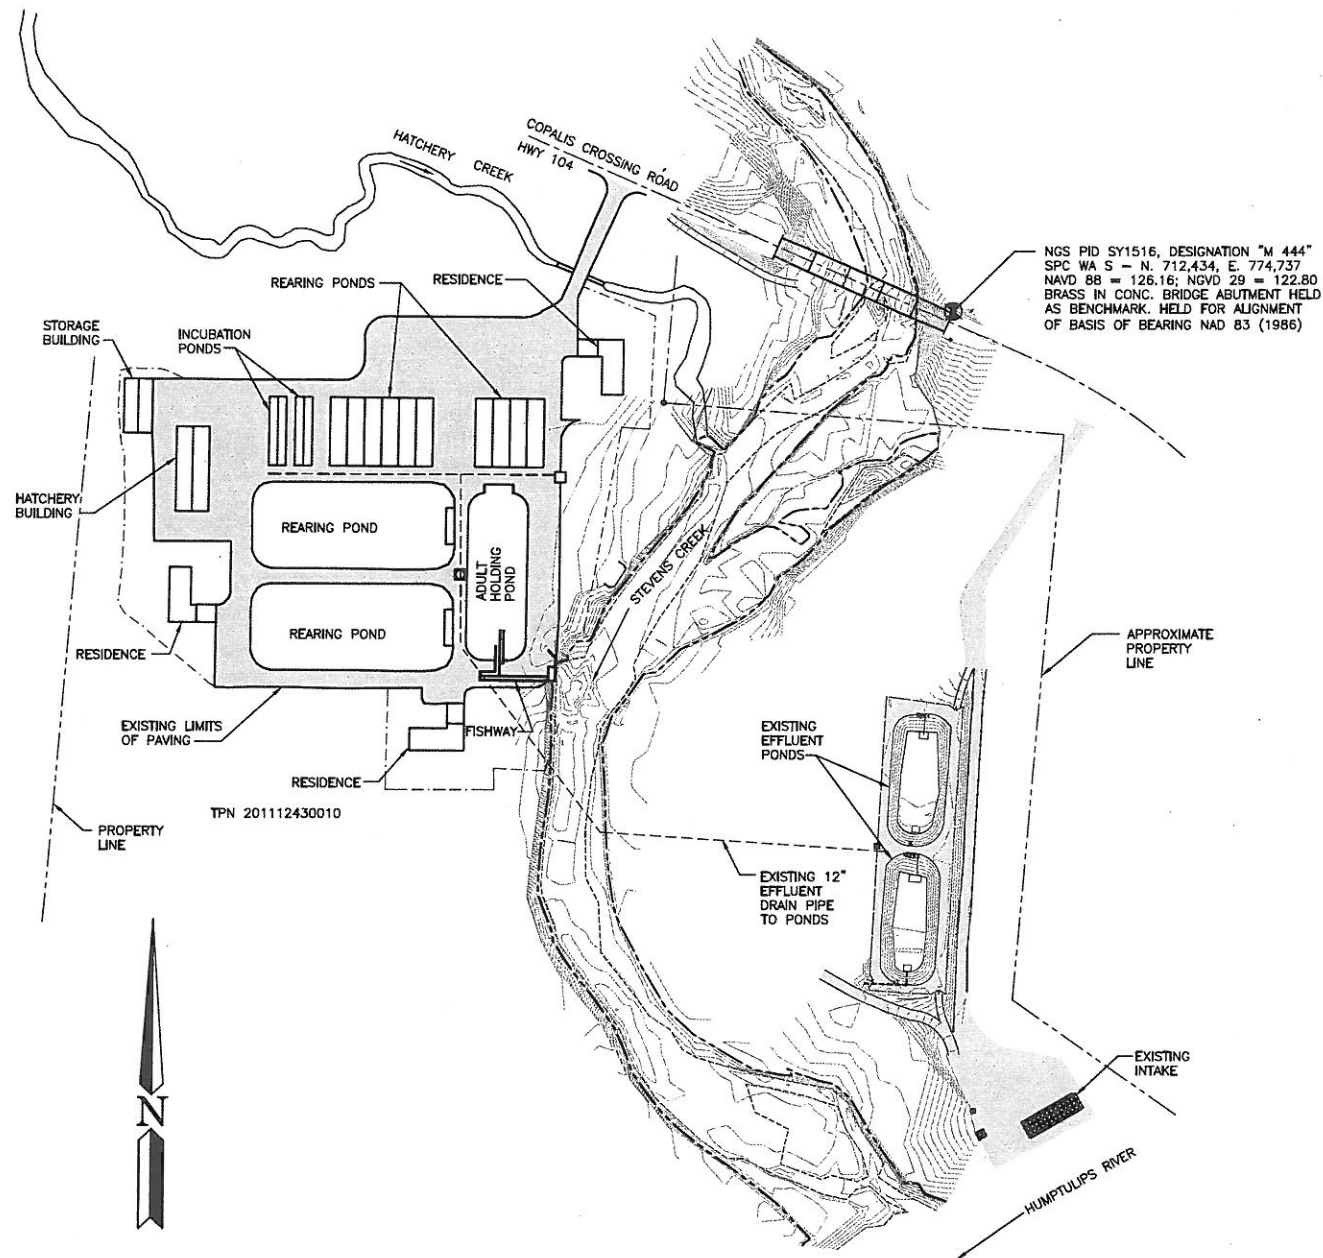 COPALIS CROSSING ROAD
HWY 104
HATCHERY CREEK
NGS PID SY1516, DESIGNATION "M 444"
SPC WA S - N. 712,434, E. 774,737
NAVD 88 = 126.16; NGVD 29 = 122.80
BRASS IN CONC. BRIDGE ABUTMENT HELD
AS BENCHMARK. HELD FOR ALIGNMENT
OF BASIS OF BEARING NAD 83 (1986)
REARING PONDS
RESIDENCE
STORAGE
BUILDING
INCUBATION
PONDS
HATCHERY
BUILDING
REARING POND
ADULT
HOLDING
POND
STEVENS CREEK
REARING POND
RESIDENCE
APPROXIMATE
PROPERTY
LINE
EXISTING LIMITS
OF PAVING
FISHWAY
EXISTING
EFFLUENT
PONDS
RESIDENCE
TPN 201112430010
PROPERTY
LINE
EXISTING 12"
EFFLUENT
DRAIN PIPE
TO PONDS
EXISTING
INTAKE
N
HUMPTULIPS RIVER